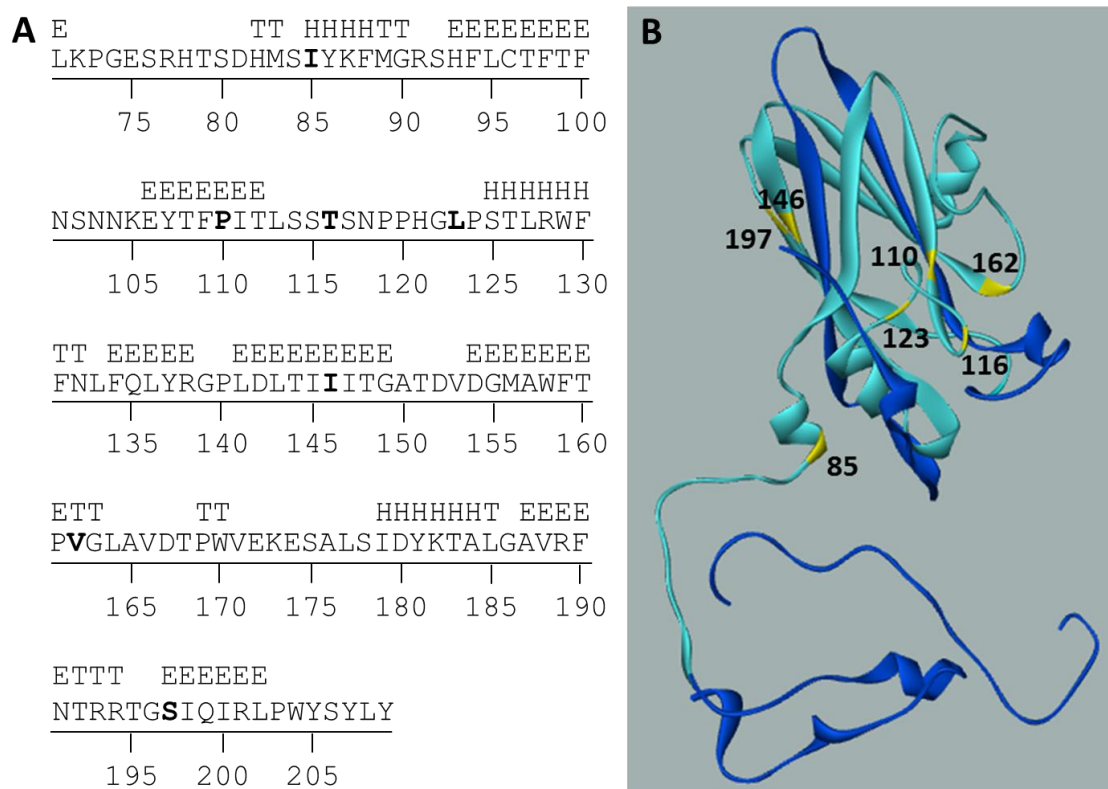 A
B
E TT HHHHTT EEEEEEEE
LKPGESRHTSDHMSIYKFMGRSHFLCTFTF
75 80 85 90 95 100
EEEEEEE HHHHHH
NSNNKEYTFPITLSSTSNPPHGLPSTLRWF
105 110 115 120 125 130
TT EEEEE EEEEEEEEE EEEEEEE
FNLFQLYRGPLDLTIIITGATDVDGMAWFT
135 140 145 150 155 160
ETT TT HHHHHHT EEEE
PVGLAVDTPWVEKESALSIDYKTALGAVRF
165 170 175 180 185 190
ETTT EEEEEE
NTRRTGSIQIRLPWYSYLY
195 200 205
146
197
110
162
123
116
85